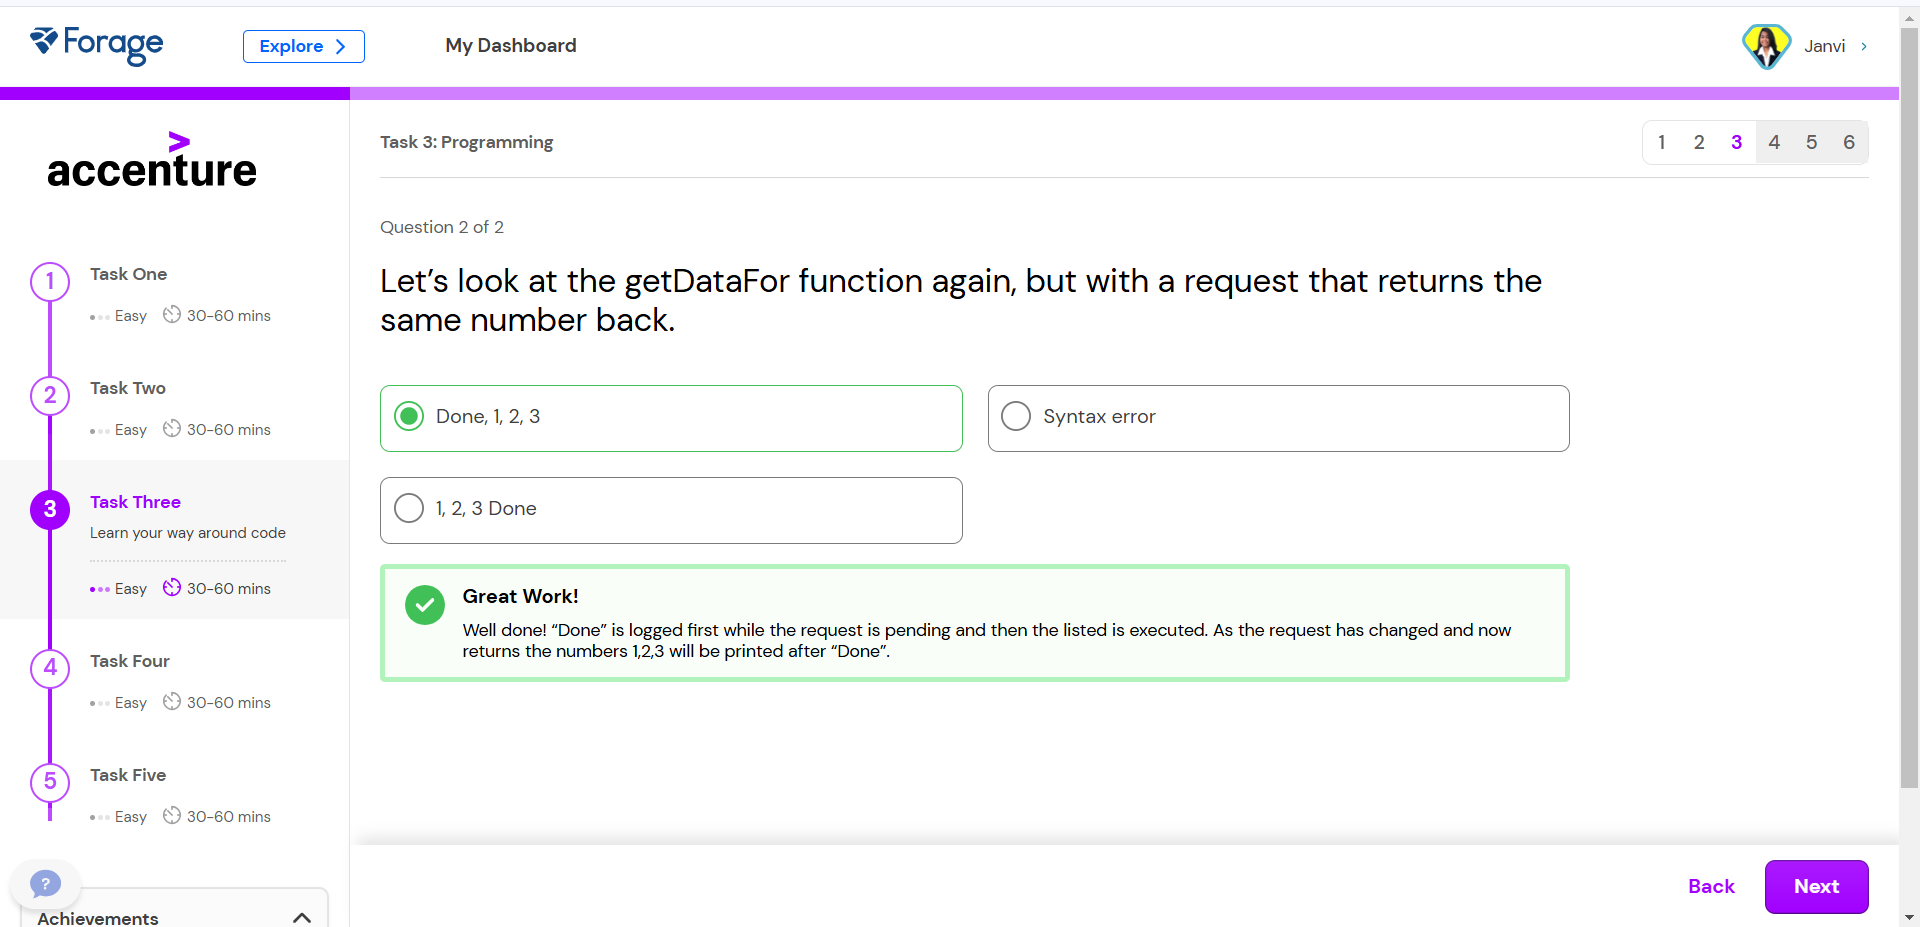 Forage
Explore
My Dashboard
Janvi
accenture
Task 3: Programming
1 2 3 4 5 6
Question 2 of 2
Let’s look at the getDataFor function again, but with a request that returns the
same number back.
Done, 1, 2, 3
Syntax error
1, 2, 3 Done
Great Work!
Well done! “Done” is logged first while the request is pending and then the listed is executed. As the request has changed and now
returns the numbers 1,2,3 will be printed after “Done”.
1
Task One
Easy 30-60 mins
2
Task Two
Easy 30-60 mins
3
Task Three
Learn your way around code
Easy 30-60 mins
4
Task Four
Easy 30-60 mins
5
Task Five
Easy 30-60 mins
?
Achievements
Back
Next